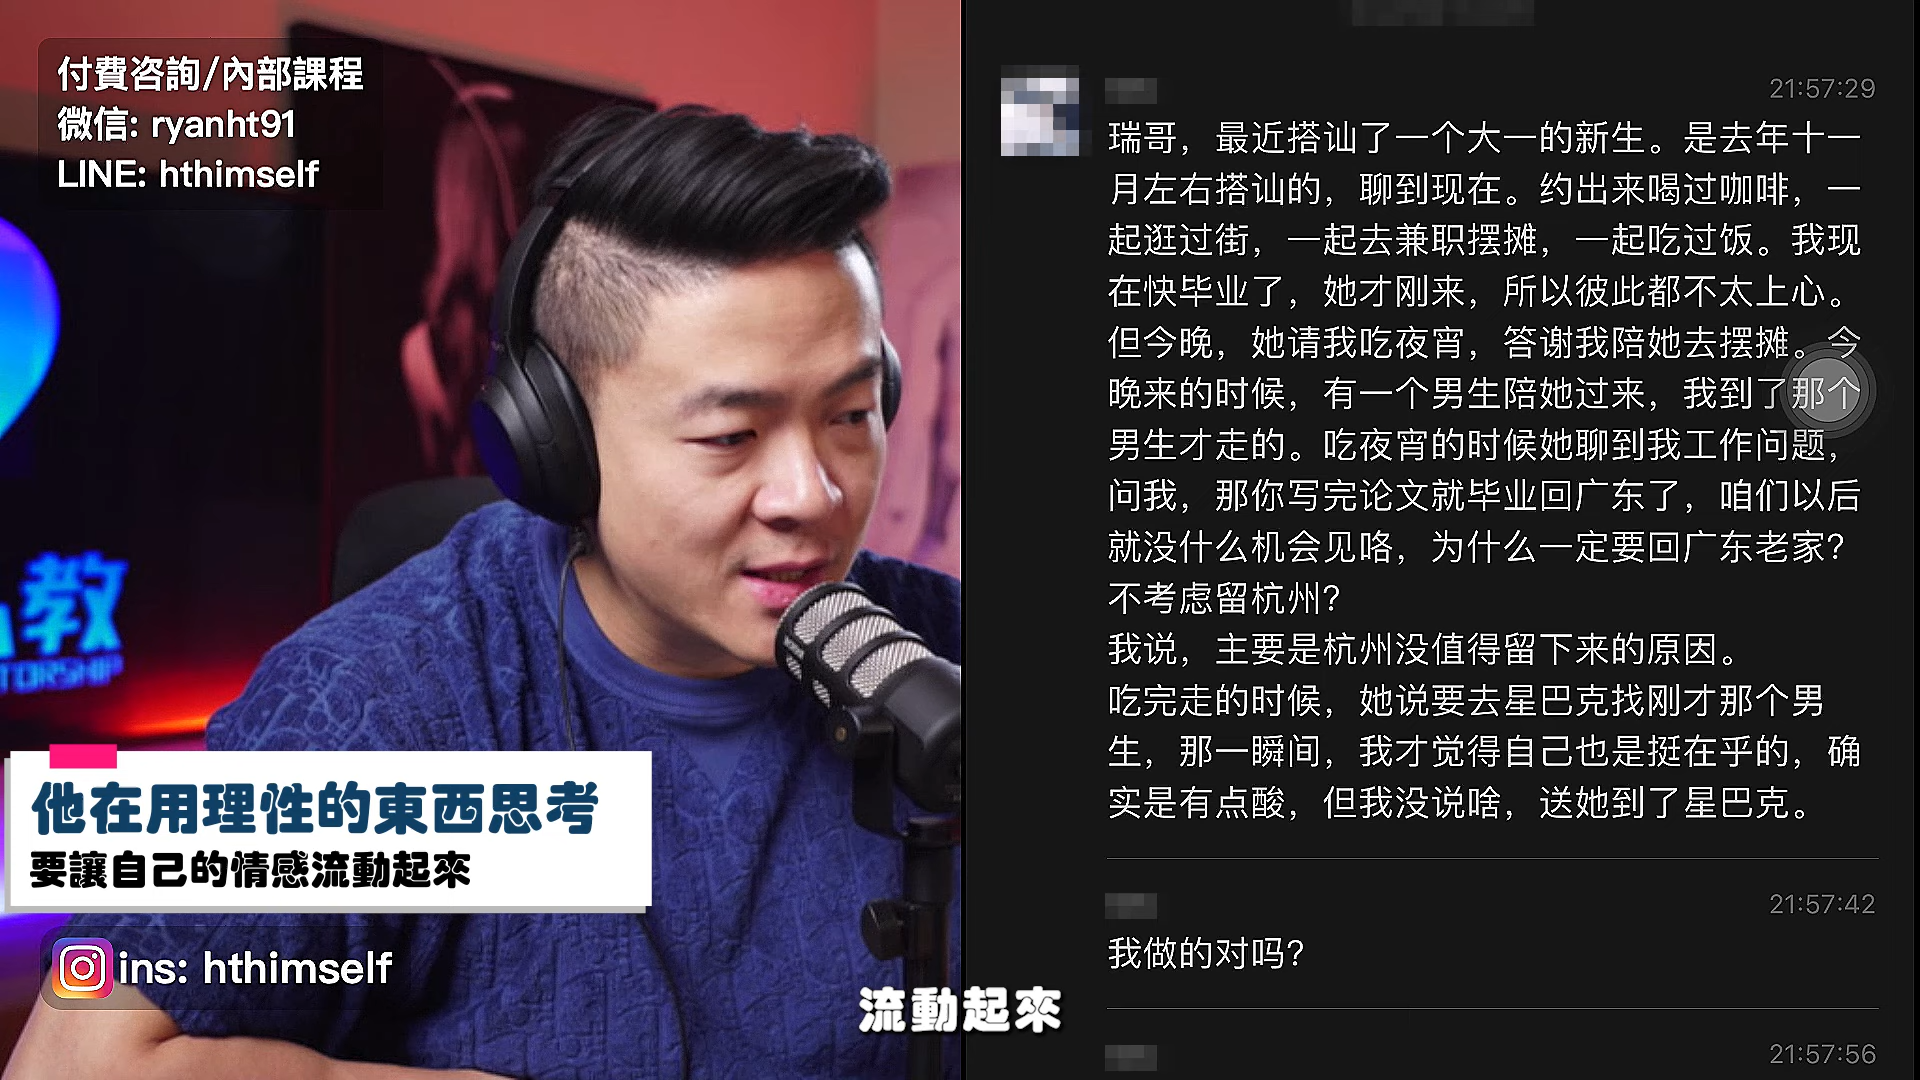 付費咨詢/內部課程
微信: ryanht91
LINE: hthimself
教
TORSHIP
他在用理性的東西思考
要讓自己的情感流動起來
ins: hthimself
流動起來
21:57:29
瑞哥，最近搭讪了一个大一的新生。是去年十一
月左右搭讪的，聊到现在。约出来喝过咖啡，一
起逛过街，一起去兼职摆摊，一起吃过饭。我现
在快毕业了，她才刚来，所以彼此都不太上心。
但今晚，她请我吃夜宵，答谢我陪她去摆摊。今
晚来的时候，有一个男生陪她过来，我到了那个
男生才走的。吃夜宵的时候她聊到我工作问题，
问我，那你写完论文就毕业回广东了，咱们以后
就没什么机会见咯，为什么一定要回广东老家？
不考虑留杭州？
我说，主要是杭州没值得留下来的原因。
吃完走的时候，她说要去星巴克找刚才那个男
生，那一瞬间，我才觉得自己也是挺在乎的，确
实是有点酸，但我没说啥，送她到了星巴克。
21:57:42
我做的对吗？
21:57:56